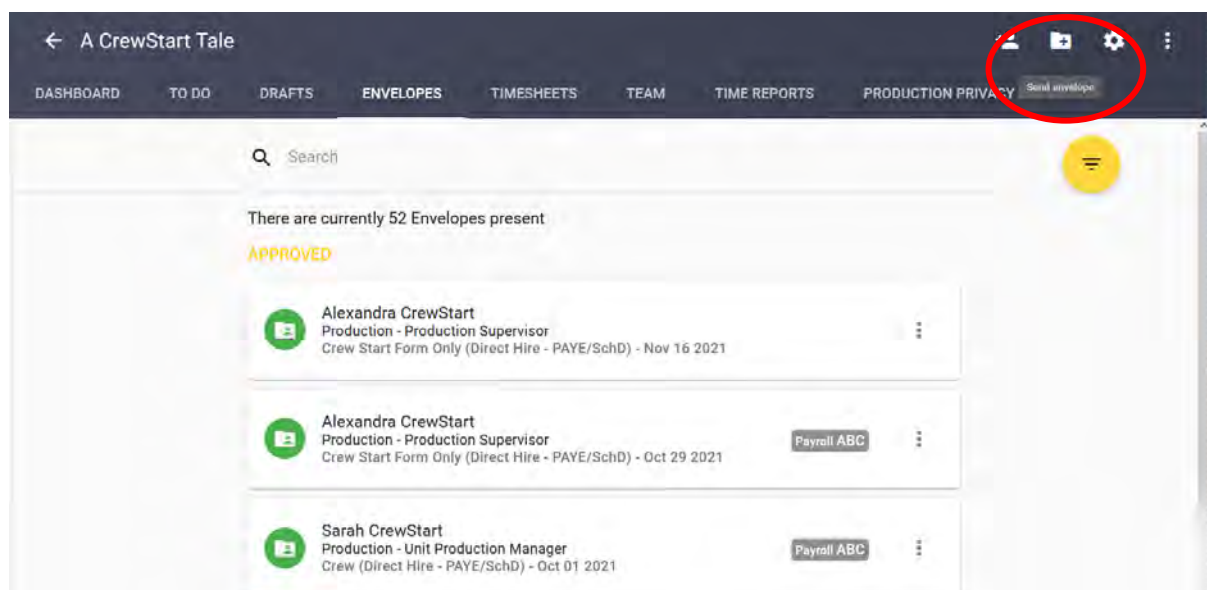 A CrewStart Tale
DASHBOARD TO DO DRAFTS ENVELOPES TIMESHEETS TEAM TIME REPORTS PRODUCTION PRIVACY
Send envelope
Search
There are currently 52 Envelopes present
APPROVED
Alexandra CrewStart
Production - Production Supervisor
Crew Start Form Only (Direct Hire - PAYE/SchD) - Nov 16 2021
Alexandra CrewStart
Production - Production Supervisor
Payroll ABC
Crew Start Form Only (Direct Hire - PAYE/SchD) - Oct 29 2021
Sarah CrewStart
Production - Unit Production Manager
Payroll ABC
Crew (Direct Hire - PAYE/SchD) - Oct 01 2021